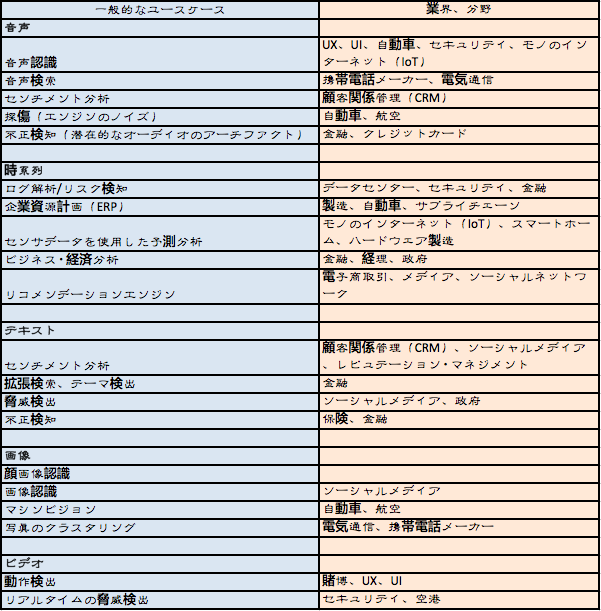 一般的なユースケース 業界、分野
音声
UX、UI、自動車、セキュリティ、モノのイン
音声認識 ターネット（IoT）
音声検索 携帯電話メーカー、電気通信
センチメント分析 顧客関係管理（CRM）
探傷（エンジンのノイズ） 自動車、航空
不正検知（潜在的なオーディオのアーチファクト） 金融、クレジットカード
時系列
ログ解析/リスク検知 データセンター、セキュリティ、金融
企業資源計画（ERP） 製造、自動車、サプライチェーン
モノのインターネット（IoT）、スマートホー
センサデータを使用した予測分析 ム、ハードウエア製造
ビジネス・経済分析 金融、経理、政府
電子商取引、メディア、ソーシャルネットワ
リコメンデーションエンジン ーク
テキスト
顧客関係管理（CRM）、ソーシャルメディア
センチメント分析 、レピュテーション・マネジメント
拡張検索、テーマ検出 金融
脅威検出 ソーシャルメディア、政府
不正検知 保険、金融
画像
顔画像認識
画像認識 ソーシャルメディア
マシンビジョン 自動車、航空
写真のクラスタリング 電気通信、携帯電話メーカー
ビデオ
動作検出 賭博、UX、UI
リアルタイムの脅威検出 セキュリティ、空港